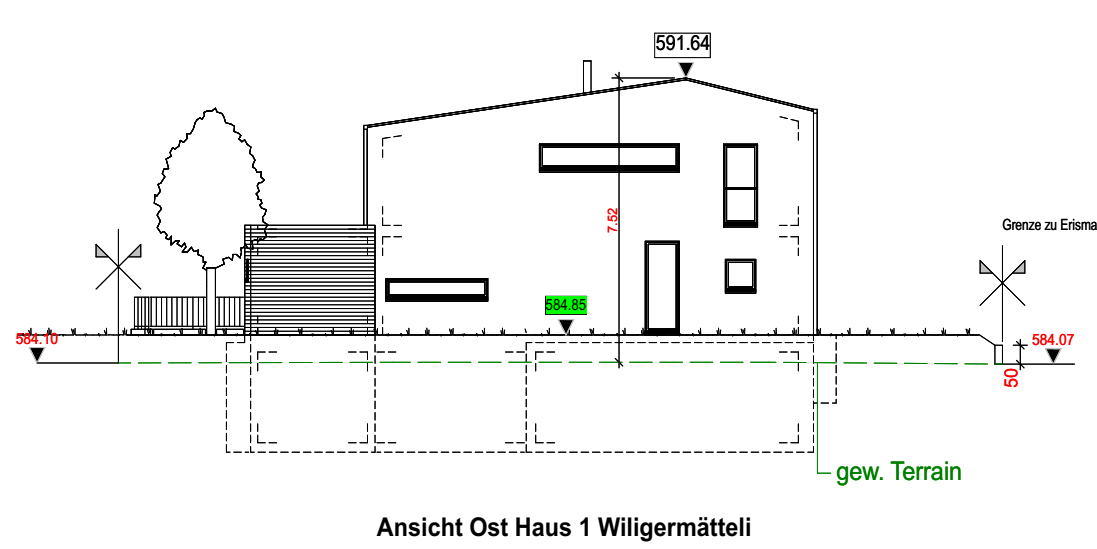 591.64
7.52
Grenze zu Erisma
584.85
584.10
584.07
50
gew. Terrain
Ansicht Ost Haus 1 Wiligermätteli